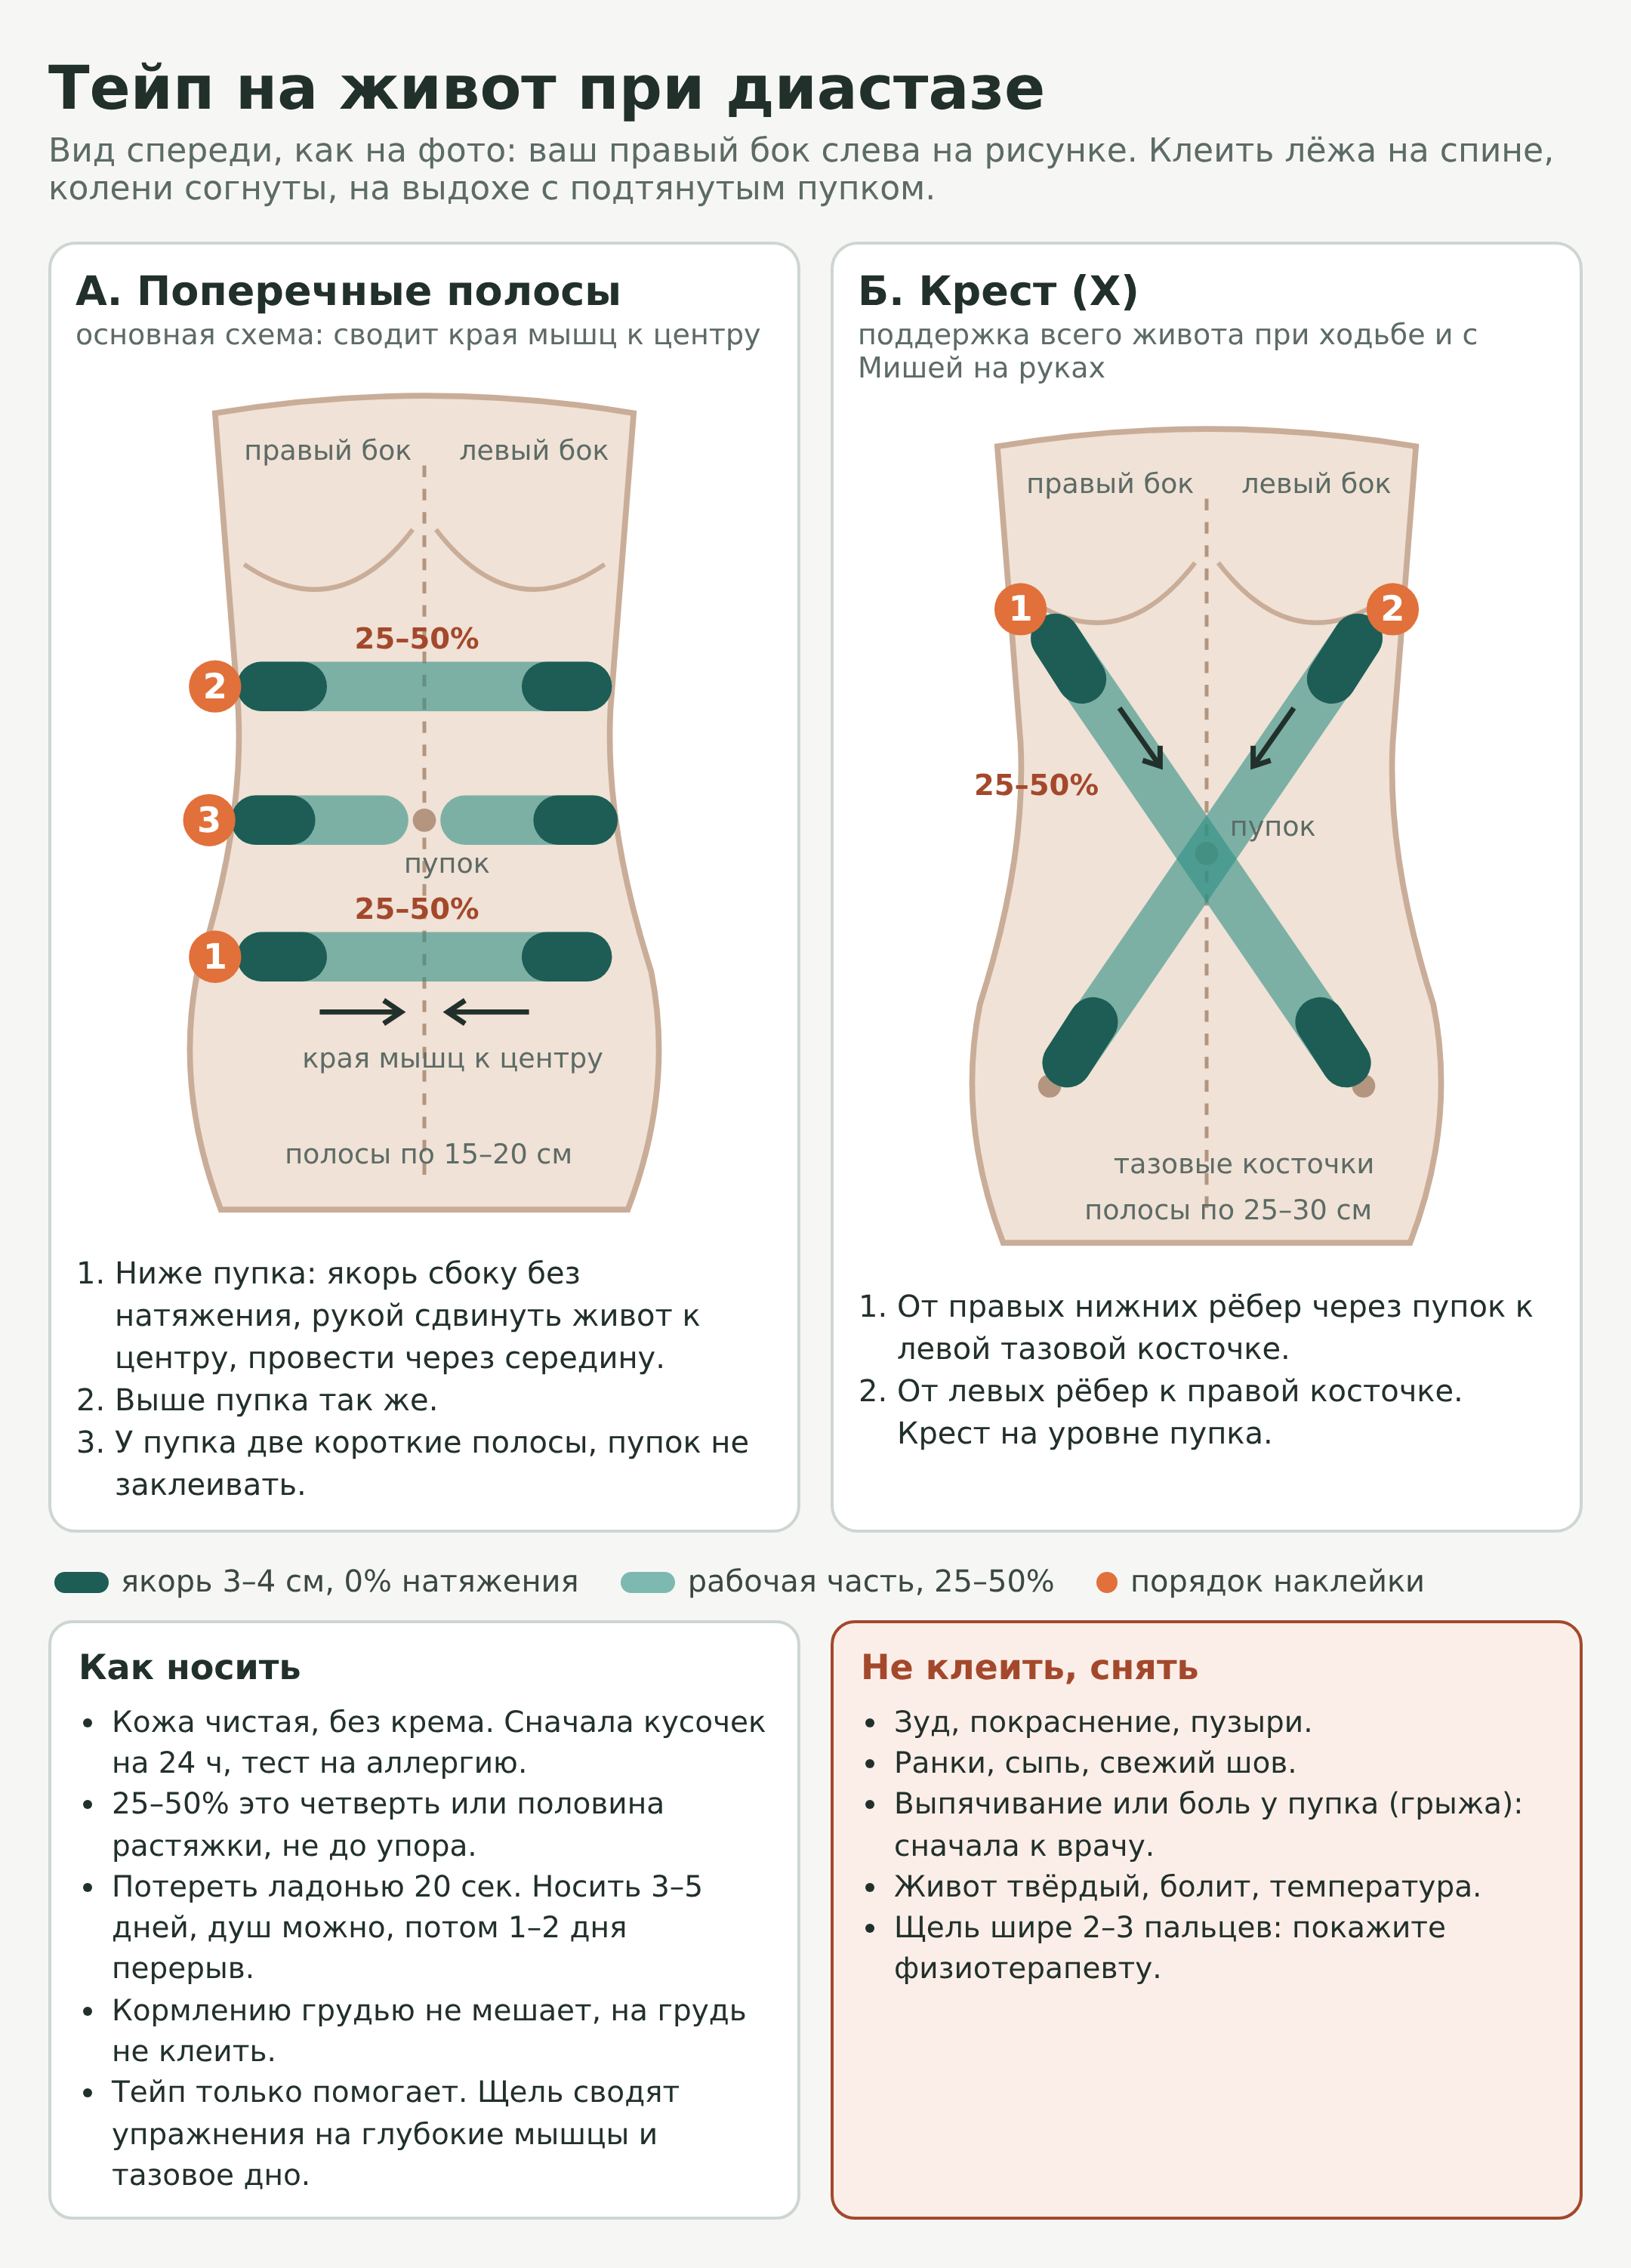 Тейп на живот при диастазе
Вид спереди, как на фото: ваш правый бок слева на рисунке. Клеить лёжа на спине,
колени согнуты, на выдохе с подтянутым пупком.
А. Поперечные полосы
основная схема: сводит края мышц к центру
правый бок
левый бок
25–50%
2
3
пупок
25–50%
1
края мышц к центру
полосы по 15–20 см
1. Ниже пупка: якорь сбоку без
натяжения, рукой сдвинуть живот к
центру, провести через середину.
2. Выше пупка так же.
3. У пупка две короткие полосы, пупок не
заклеивать.
Б. Крест (X)
поддержка всего живота при ходьбе и с
Мишей на руках
правый бок
левый бок
1
2
25–50%
пупок
тазовые косточки
полосы по 25–30 см
1. От правых нижних рёбер через пупок к
левой тазовой косточке.
2. От левых рёбер к правой косточке.
Крест на уровне пупка.
якорь 3–4 см, 0% натяжения
рабочая часть, 25–50%
порядок наклейки
Как носить
• Кожа чистая, без крема. Сначала кусочек
на 24 ч, тест на аллергию.
• 25–50% это четверть или половина
растяжки, не до упора.
• Потереть ладонью 20 сек. Носить 3–5
дней, душ можно, потом 1–2 дня
перерыв.
• Кормлению грудью не мешает, на грудь
не клеить.
• Тейп только помогает. Щель сводят
упражнения на глубокие мышцы и
тазовое дно.
Не клеить, снять
• Зуд, покраснение, пузыри.
• Ранки, сыпь, свежий шов.
• Выпячивание или боль у пупка (грыжа):
сначала к врачу.
• Живот твёрдый, болит, температура.
• Щель шире 2–3 пальцев: покажите
физиотерапевту.